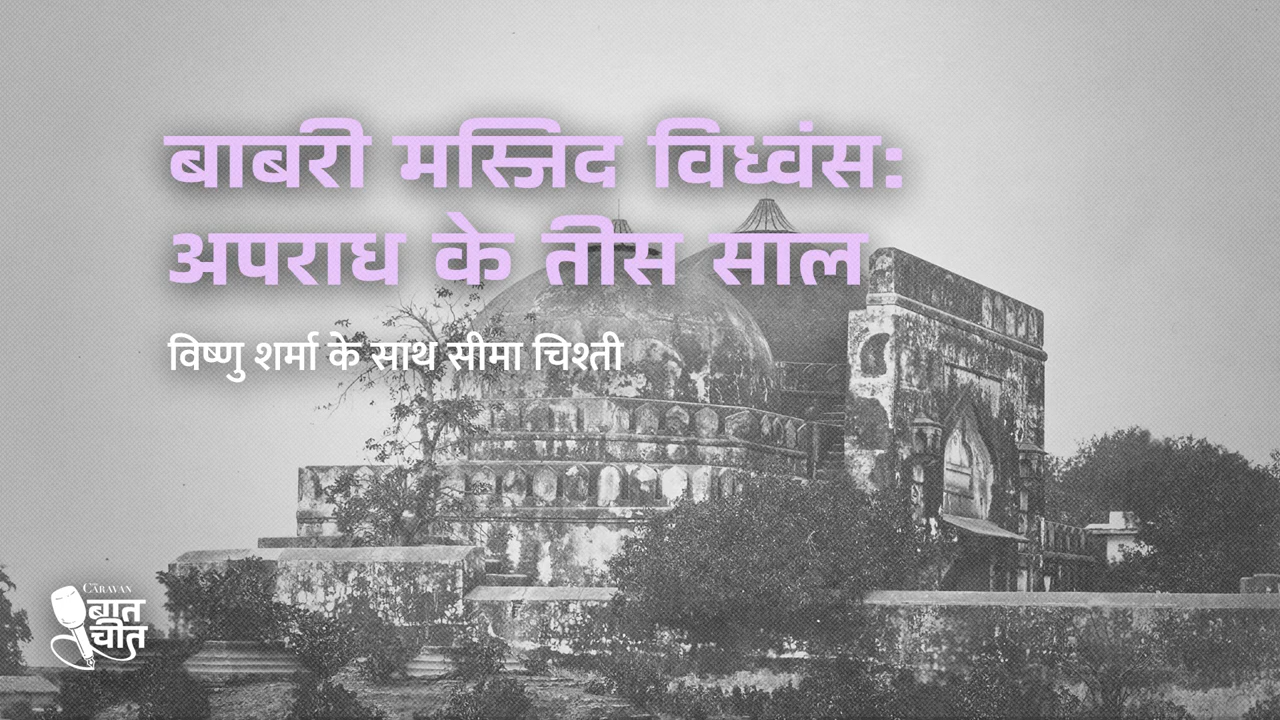 बाबरी मस्जिद विध्वंस:
अपराध के तीस साल
विष्णु शर्मा के साथ सीमा चिश्ती
THE CARAVAN
बात
चीत